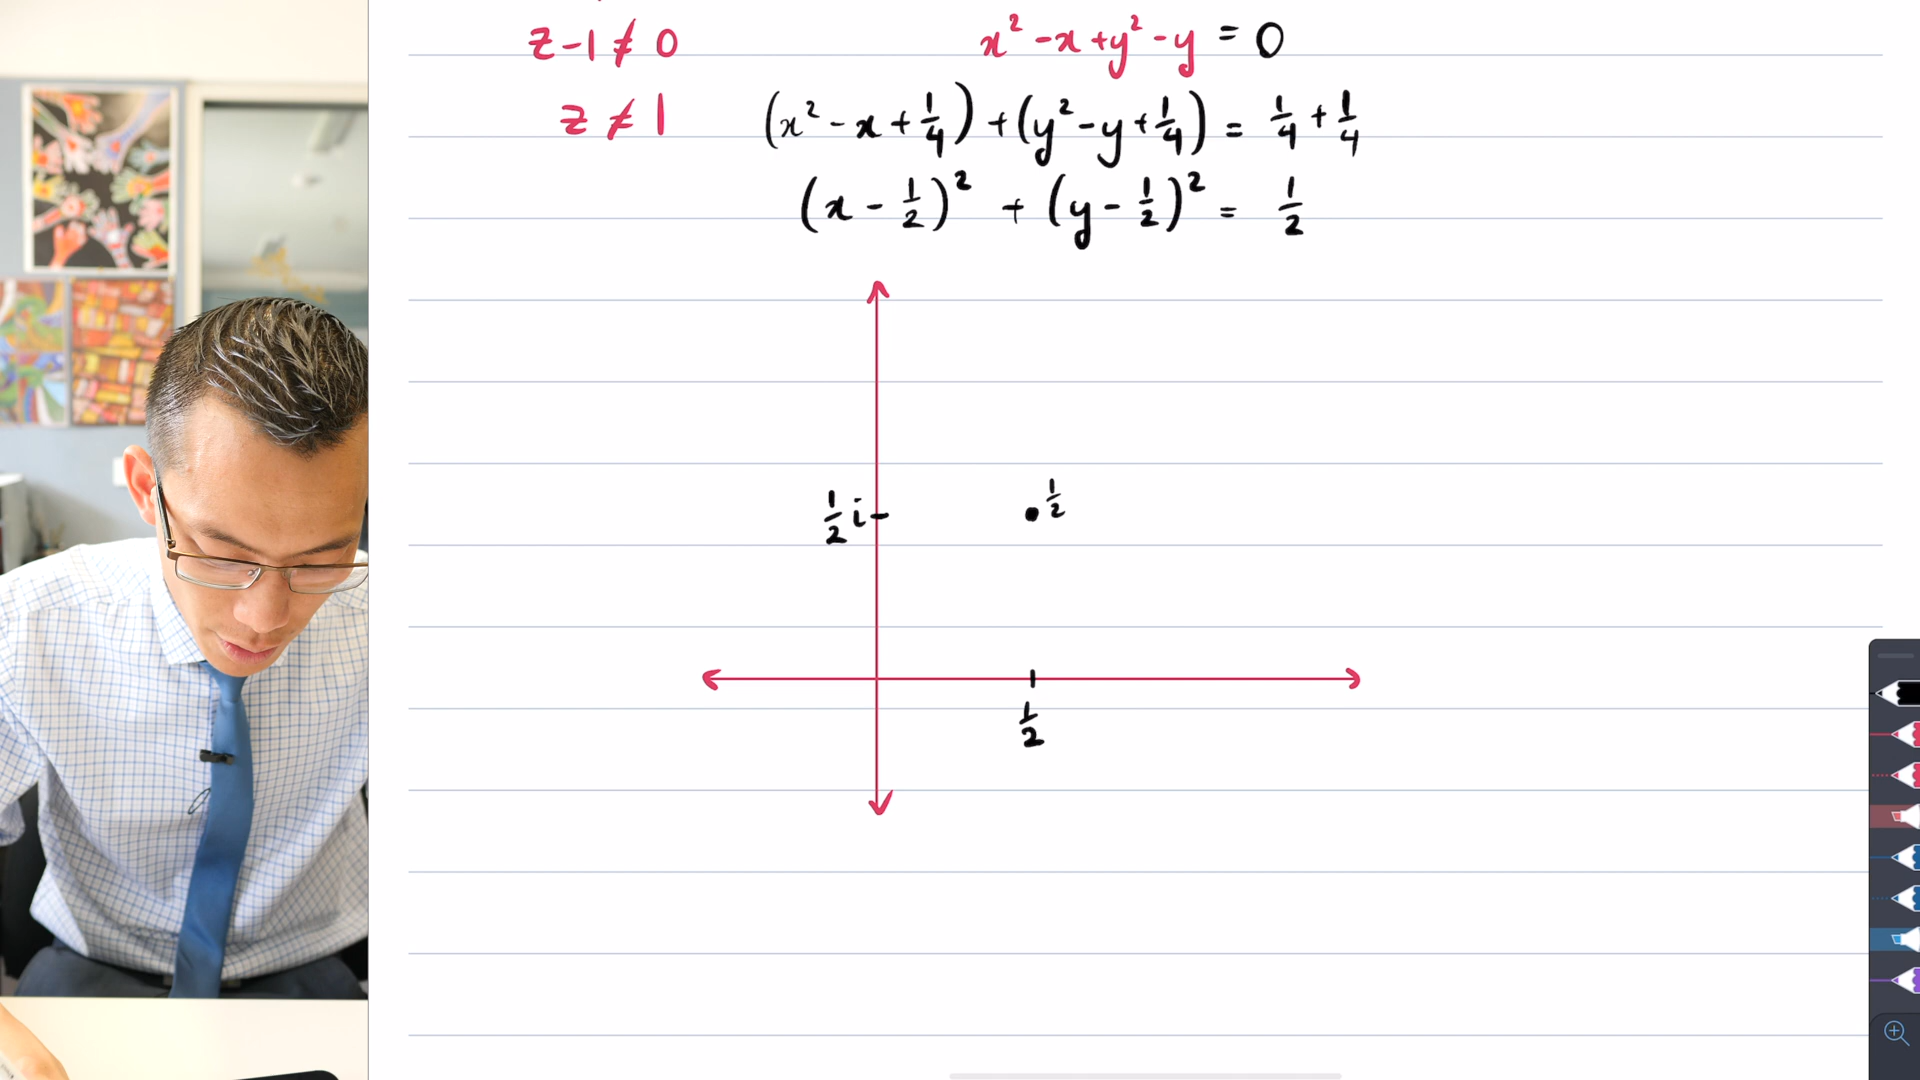 z-1 ≠ 0
x² - x + y² - y = 0
z ≠ 1
(x² - x + 1/4) + (y² - y + 1/4) = 1/4 + 1/4
(x - 1/2)² + (y - 1/2)² = 1/2
1/2 i
1/2
1/2